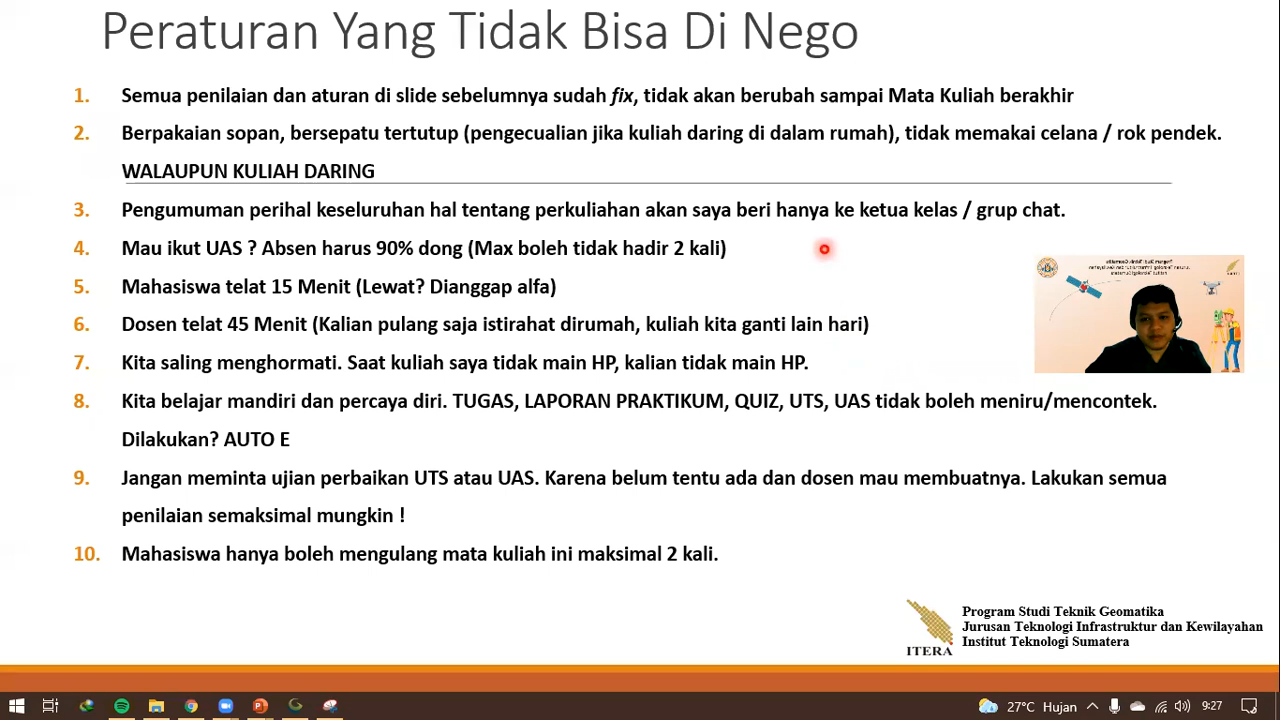 Peraturan Yang Tidak Bisa Di Nego
1. Semua penilaian dan aturan di slide sebelumnya sudah fix, tidak akan berubah sampai Mata Kuliah berakhir
2. Berpakaian sopan, bersepatu tertutup (pengecualian jika kuliah daring di dalam rumah), tidak memakai celana / rok pendek.
WALAUPUN KULIAH DARING
3. Pengumuman perihal keseluruhan hal tentang perkuliahan akan saya beri hanya ke ketua kelas / grup chat.
4. Mau ikut UAS ? Absen harus 90% dong (Max boleh tidak hadir 2 kali)
5. Mahasiswa telat 15 Menit (Lewat? Dianggap alfa)
6. Dosen telat 45 Menit (Kalian pulang saja istirahat dirumah, kuliah kita ganti lain hari)
7. Kita saling menghormati. Saat kuliah saya tidak main HP, kalian tidak main HP.
8. Kita belajar mandiri dan percaya diri. TUGAS, LAPORAN PRAKTIKUM, QUIZ, UTS, UAS tidak boleh meniru/mencontek.
Dilakukan? AUTO E
9. Jangan meminta ujian perbaikan UTS atau UAS. Karena belum tentu ada dan dosen mau membuatnya. Lakukan semua
penilaian semaksimal mungkin !
10. Mahasiswa hanya boleh mengulang mata kuliah ini maksimal 2 kali.
ITERA
Program Studi Teknik Geomatika
Jurusan Teknologi Infrastruktur dan Kewilayahan
Institut Teknologi Sumatera
27°C Hujan
9:27